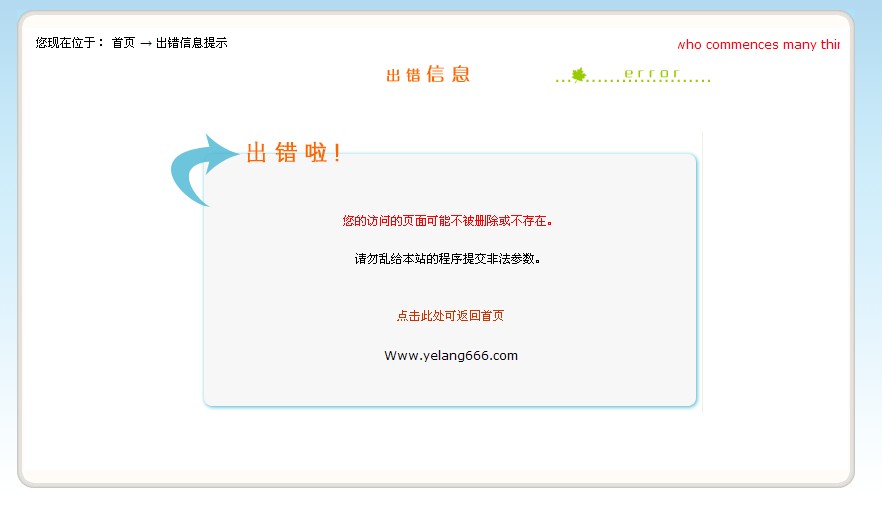 您现在位于： 首页 → 出错信息提示
who commences many thin
出错信息
error
出错啦！
您的访问的页面可能不被删除或不存在。
请勿乱给本站的程序提交非法参数。
点击此处可返回首页
Www.yelang666.com